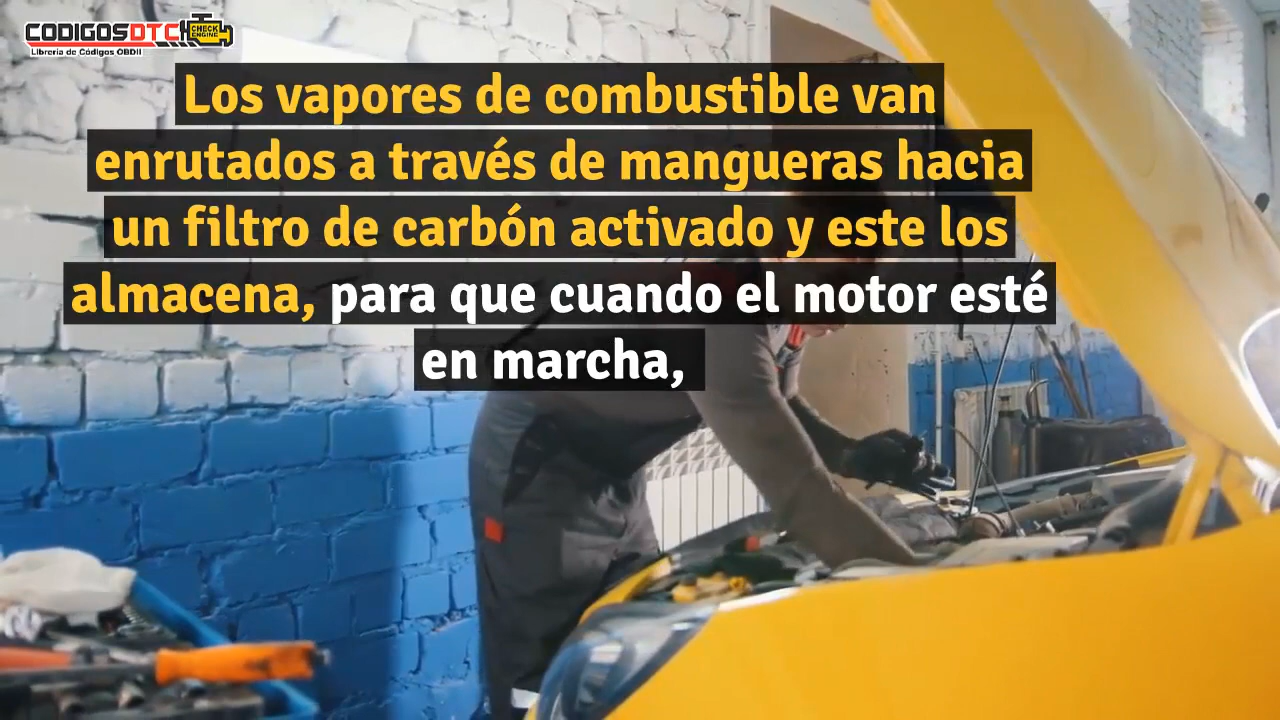 CODIGOSDTC
CHECK
ENGINE
Librería de Códigos OBDII
Los vapores de combustible van
enrutados a través de mangueras hacia
un filtro de carbón activado y este los
almacena, para que cuando el motor esté
en marcha,